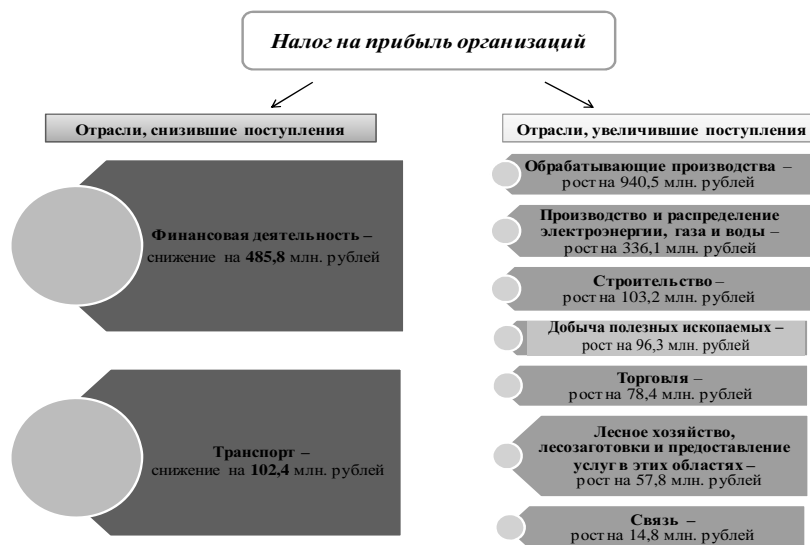 Налог на прибыль организаций
Отрасли, снизившие поступления
Финансовая деятельность –
снижение на 485,8 млн. рублей
Транспорт –
снижение на 102,4 млн. рублей
Отрасли, увеличившие поступления
Обрабатывающие производства –
рост на 940,5 млн. рублей
Производство и распределение
электроэнергии, газа и воды –
рост на 336,1 млн. рублей
Строительство –
рост на 103,2 млн. рублей
Добыча полезных ископаемых –
рост на 96,3 млн. рублей
Торговля –
рост на 78,4 млн. рублей
Лесное хозяйство,
лесозаготовки и предоставление
услуг в этих областях –
рост на 57,8 млн. рублей
Связь –
рост на 14,8 млн. рублей